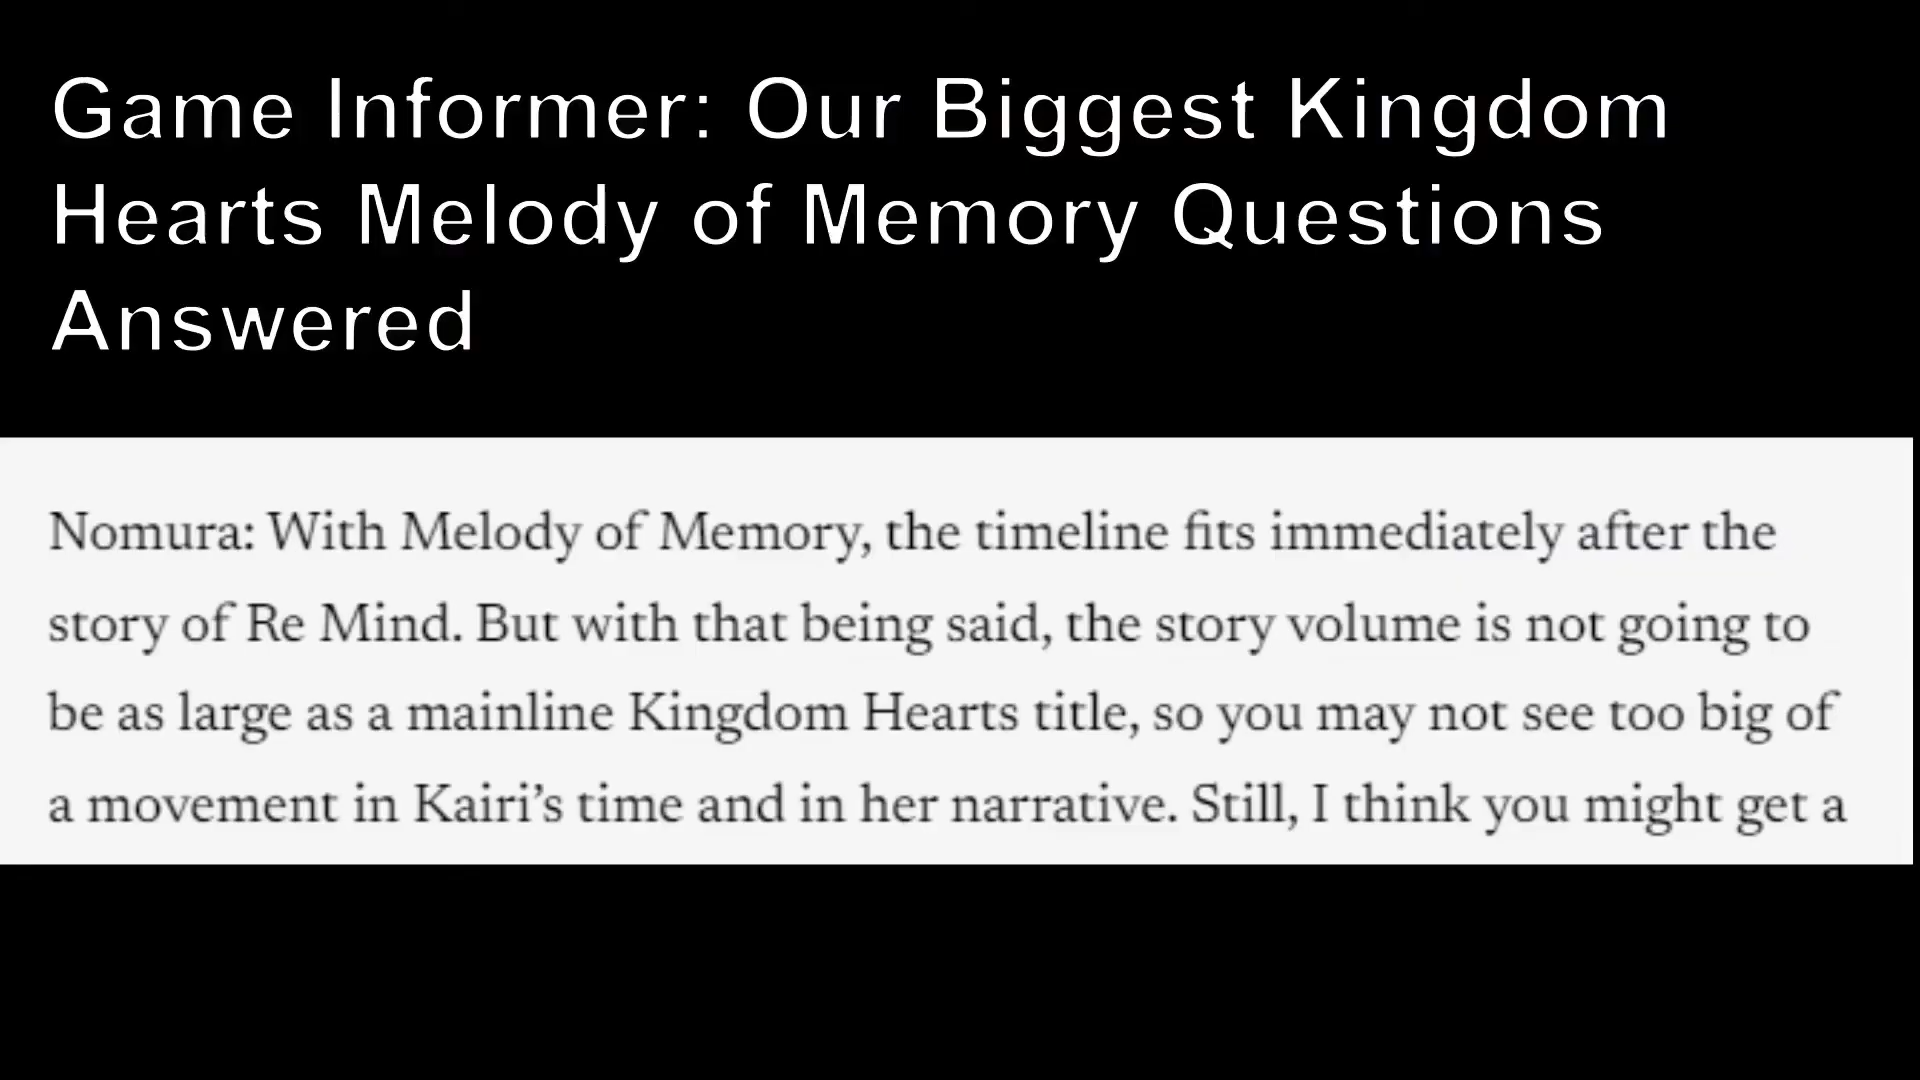 Game Informer: Our Biggest Kingdom
Hearts Melody of Memory Questions
Answered
Nomura: With Melody of Memory, the timeline fits immediately after the
story of Re Mind. But with that being said, the story volume is not going to
be as large as a mainline Kingdom Hearts title, so you may not see too big of
a movement in Kairi’s time and in her narrative. Still, I think you might get a